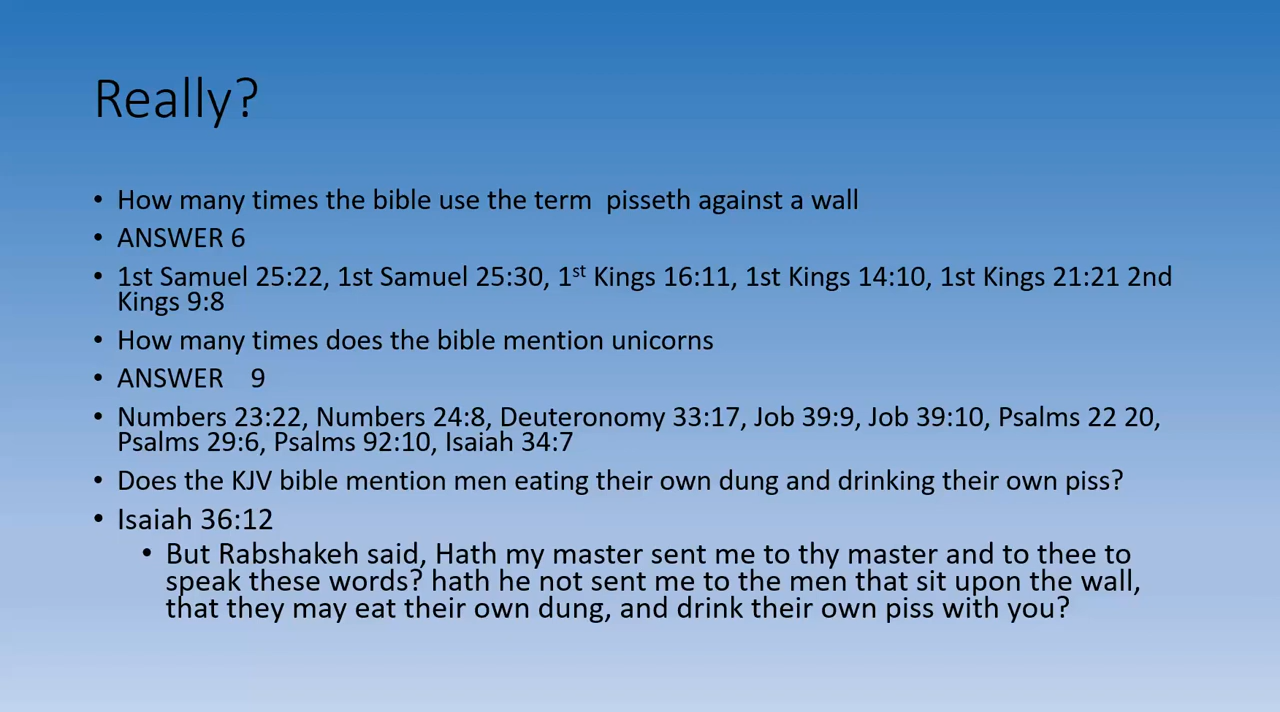 Really?
• How many times the bible use the term  pisseth against a wall
• ANSWER 6
• 1st Samuel 25:22, 1st Samuel 25:30, 1st Kings 16:11, 1st Kings 14:10, 1st Kings 21:21 2nd
Kings 9:8
• How many times does the bible mention unicorns
• ANSWER    9
• Numbers 23:22, Numbers 24:8, Deuteronomy 33:17, Job 39:9, Job 39:10, Psalms 22 20,
Psalms 29:6, Psalms 92:10, Isaiah 34:7
• Does the KJV bible mention men eating their own dung and drinking their own piss?
• Isaiah 36:12
• But Rabshakeh said, Hath my master sent me to thy master and to thee to
speak these words? hath he not sent me to the men that sit upon the wall,
that they may eat their own dung, and drink their own piss with you?